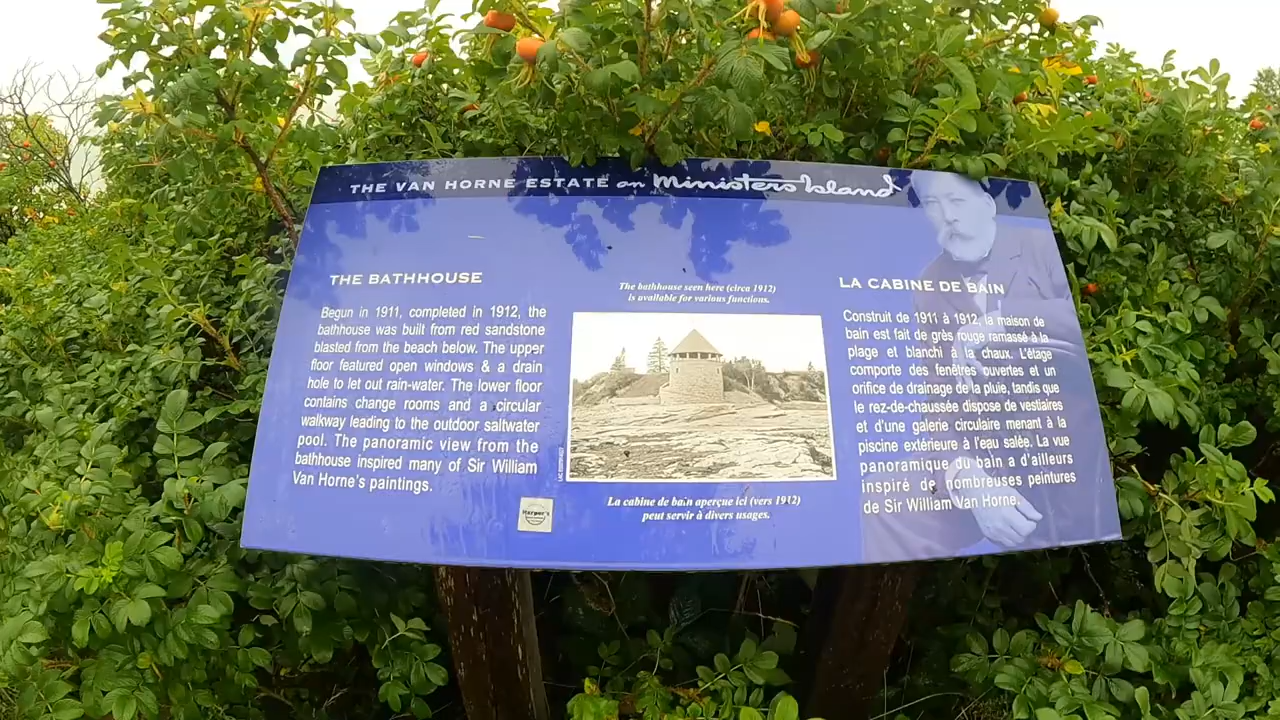 THE VAN HORNE ESTATE on Ministers Island
THE BATHHOUSE
Begun in 1911, completed in 1912, the
bathhouse was built from red sandstone
blasted from the beach below. The upper
floor featured open windows & a drain
hole to let out rain-water. The lower floor
contains change rooms and a circular
walkway leading to the outdoor saltwater
pool. The panoramic view from the
bathhouse inspired many of Sir William
Van Horne's paintings.
Harper's
The bathhouse seen here (circa 1912)
is available for various functions.
La cabine de bain aperçue ici (vers 1912)
peut servir à divers usages.
LA CABINE DE BAIN
Construit de 1911 à 1912, la maison de
bain est fait de grès rouge ramassé à la
plage et blanchi à la chaux. L'étage
comporte des fenêtres ouvertes et un
orifice de drainage de la pluie, tandis que
le rez-de-chaussée dispose de vestiaires
et d'une galerie circulaire menant à la
piscine extérieure à l'eau salée. La vue
panoramique du bain a d'ailleurs
inspiré de nombreuses peintures
de Sir William Van Horne.